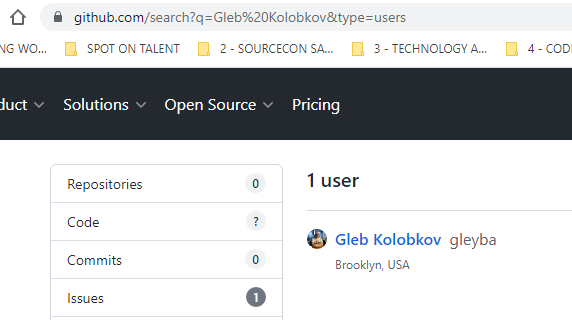 github.com/search?q=Gleb%20Kolobkov&type=users
NG WO... SPOT ON TALENT 2 - SOURCECON SA... 3 - TECHNOLOGY A... 4 - CODI
duct Solutions Open Source Pricing
Repositories 0
Code ?
Commits 0
Issues 1
1 user
Gleb Kolobkov gleyba
Brooklyn, USA